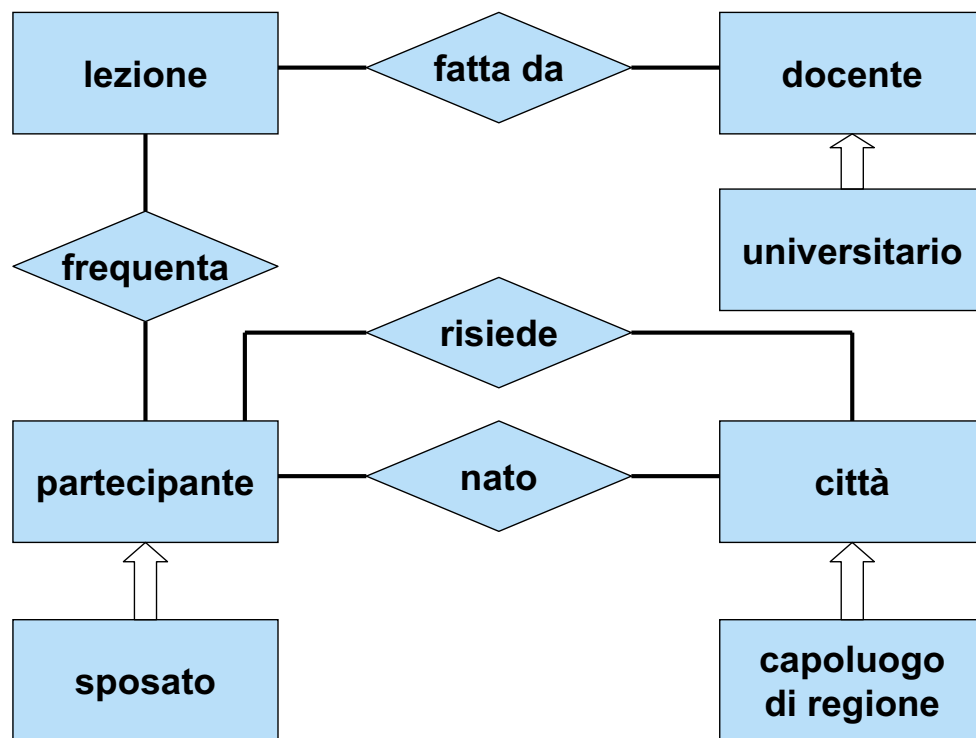 lezione
fatta da
docente
universitario
frequenta
risiede
partecipante
nato
città
sposato
capoluogo
di regione